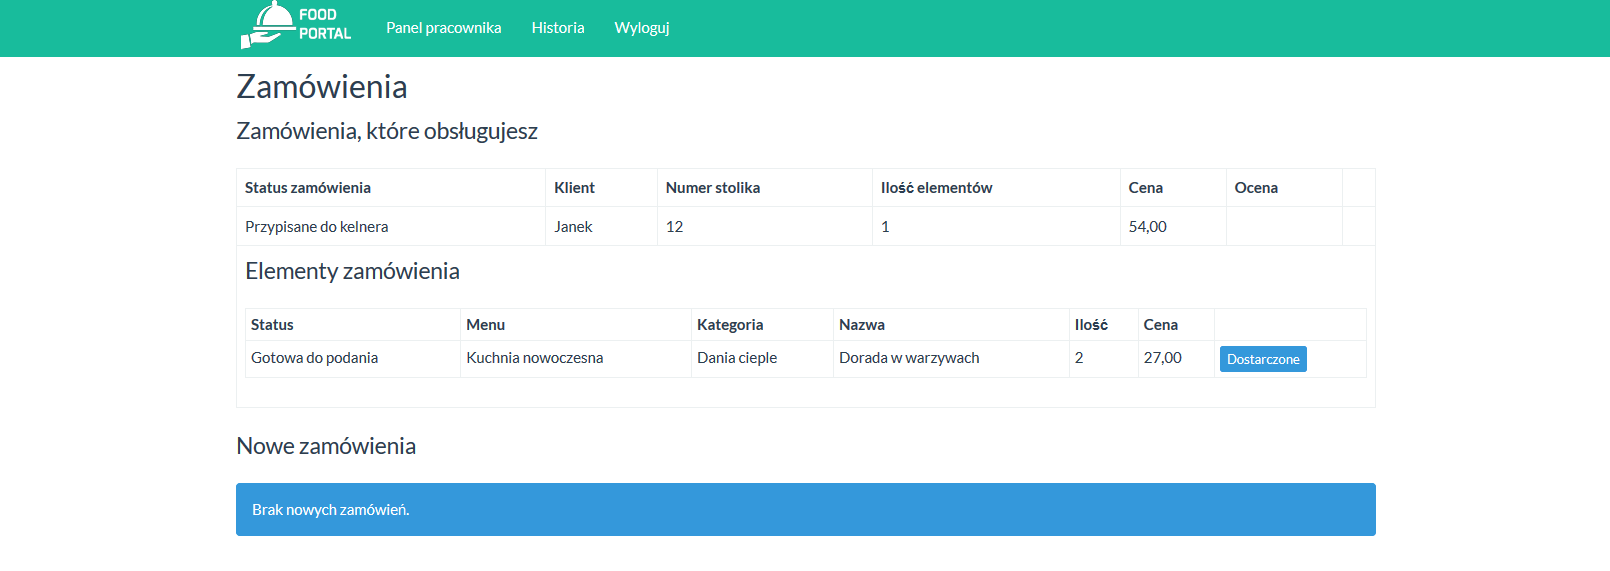 FOOD
PORTAL
Panel pracownika Historia Wyloguj
Zamówienia
Zamówienia, które obsługujesz
Status zamówienia Klient Numer stolika Ilość elementów Cena Ocena
Przypisane do kelnera Janek 12 1 54,00
Elementy zamówienia
Status Menu Kategoria Nazwa Ilość Cena
Gotowa do podania Kuchnia nowoczesna Dania cieple Dorada w warzywach 2 27,00 Dostarczone
Nowe zamówienia
Brak nowych zamówień.